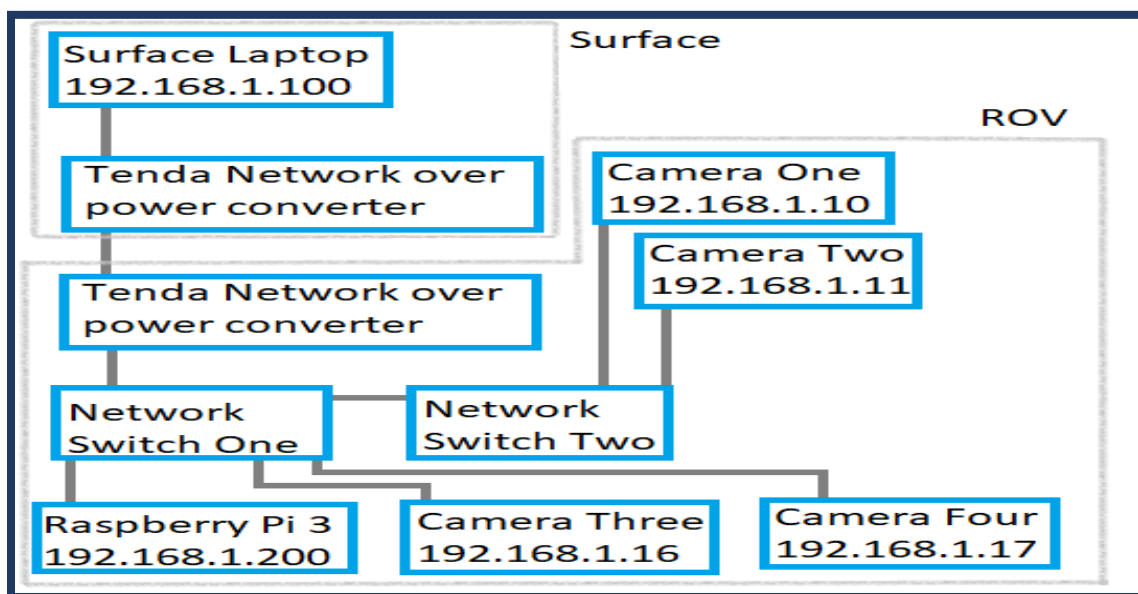 Surface Laptop
192.168.1.100
Surface
ROV
Tenda Network over
power converter
Camera One
192.168.1.10
Camera Two
192.168.1.11
Tenda Network over
power converter
Network
Switch One
Network
Switch Two
Raspberry Pi 3
192.168.1.200
Camera Three
192.168.1.16
Camera Four
192.168.1.17